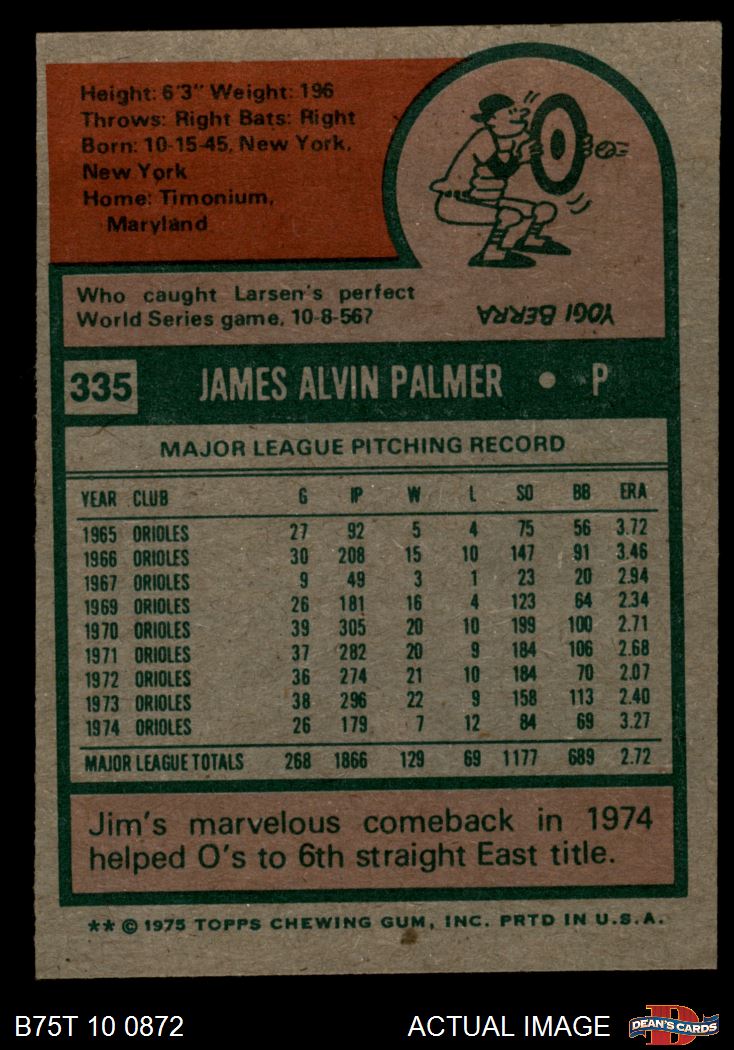 Height: 6'3" Weight: 196
Throws: Right Bats: Right
Born: 10-15-45, New York,
New York
Home: Timonium,
Maryland
Who caught Larsen's perfect
World Series game, 10-8-56?
YOGI BERRA
335 JAMES ALVIN PALMER • P
MAJOR LEAGUE PITCHING RECORD
YEAR CLUB G IP W L SO BB ERA
1965 ORIOLES 27 92 5 4 75 56 3.72
1966 ORIOLES 30 208 15 10 147 91 3.46
1967 ORIOLES 9 49 3 1 23 20 2.94
1969 ORIOLES 26 181 16 4 123 64 2.34
1970 ORIOLES 39 305 20 10 199 100 2.71
1971 ORIOLES 37 282 20 9 184 106 2.68
1972 ORIOLES 36 274 21 10 184 70 2.07
1973 ORIOLES 38 296 22 9 158 113 2.40
1974 ORIOLES 26 179 7 12 84 69 3.27
MAJOR LEAGUE TOTALS 268 1866 129 69 1177 689 2.72
Jim's marvelous comeback in 1974
helped O's to 6th straight East title.
** © 1975 TOPPS CHEWING GUM, INC. PRTD IN U.S.A.
B75T 10 0872 ACTUAL IMAGE D DEAN'S CARDS